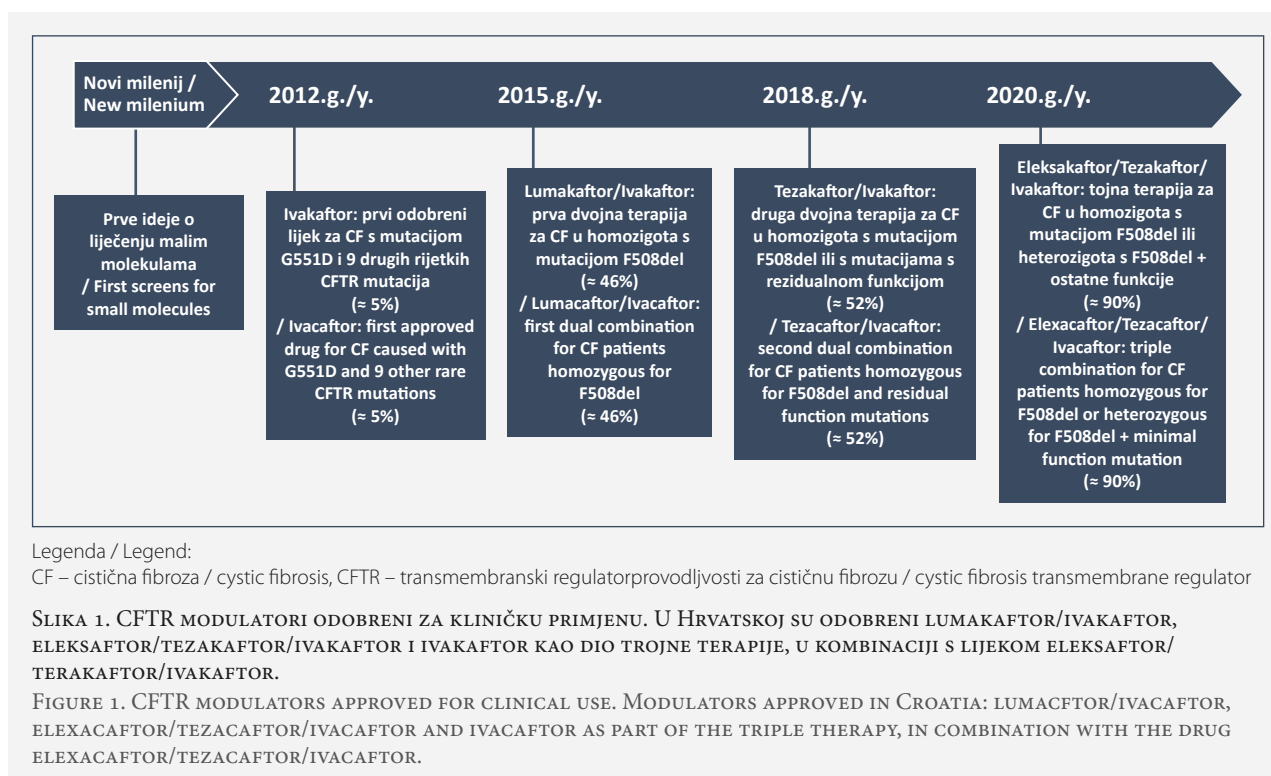 Novi milenij /
New milenium
2012.g./y.
2015.g./y.
2018.g./y.
2020.g./y.
Prve ideje o
liječenju malim
molekulama
/ First screens for
small molecules
Ivakaftor: prvi odobreni
lijek za CF s mutacijom
G551D i 9 drugih rijetkih
CFTR mutacija
(≈ 5%)
/ Ivacaftor: first approved
drug for CF caused with
G551D and 9 other rare
CFTR mutations
(≈ 5%)
Lumakaftor/Ivakaftor:
prva dvojna terapija
za CF u homozigota s
mutacijom F508del
(≈ 46%)
/ Lumacaftor/Ivacaftor:
first dual combination
for CF patients
homozygous for
F508del
(≈ 46%)
Tezakaftor/Ivakaftor:
druga dvojna terapija za CF
u homozigota s mutacijom
F508del ili s mutacijama s
rezidualnom funkcijom
(≈ 52%)
/ Tezacaftor/Ivacaftor:
second dual combination
for CF patients homozygous
for F508del and residual
function mutations
(≈ 52%)
Eleksakaftor/Tezakaftor/
Ivakaftor: tojna terapija za
CF u homozigota s
mutacijom F508del ili
heterozigota s F508del +
ostatne funkcije
(≈ 90%)
/ Elexacaftor/Tezacaftor/
Ivacaftor: triple
combination for CF
patients homozygous for
F508del or heterozygous
for F508del + minimal
function mutation
(≈ 90%)
Legenda / Legend:
CF – cistična fibroza / cystic fibrosis, CFTR – transmembranski regulatorprovodljvosti za cističnu fibrozu / cystic fibrosis transmembrane regulator
Slika 1. CFTR modulatori odobreni za kliničku primjenu. U Hrvatskoj su odobreni lumakaftor/ivakaftor,
eleksaftor/tezakaftor/ivakaftor i ivakaftor kao dio trojne terapije, u kombinaciji s lijekom eleksaftor/
terakaftor/ivakaftor.
Figure 1. CFTR modulators approved for clinical use. Modulators approved in Croatia: lumacftor/ivacaftor,
elexacaftor/tezacaftor/ivacaftor and ivacaftor as part of the triple therapy, in combination with the drug
elexacaftor/tezacaftor/ivacaftor.